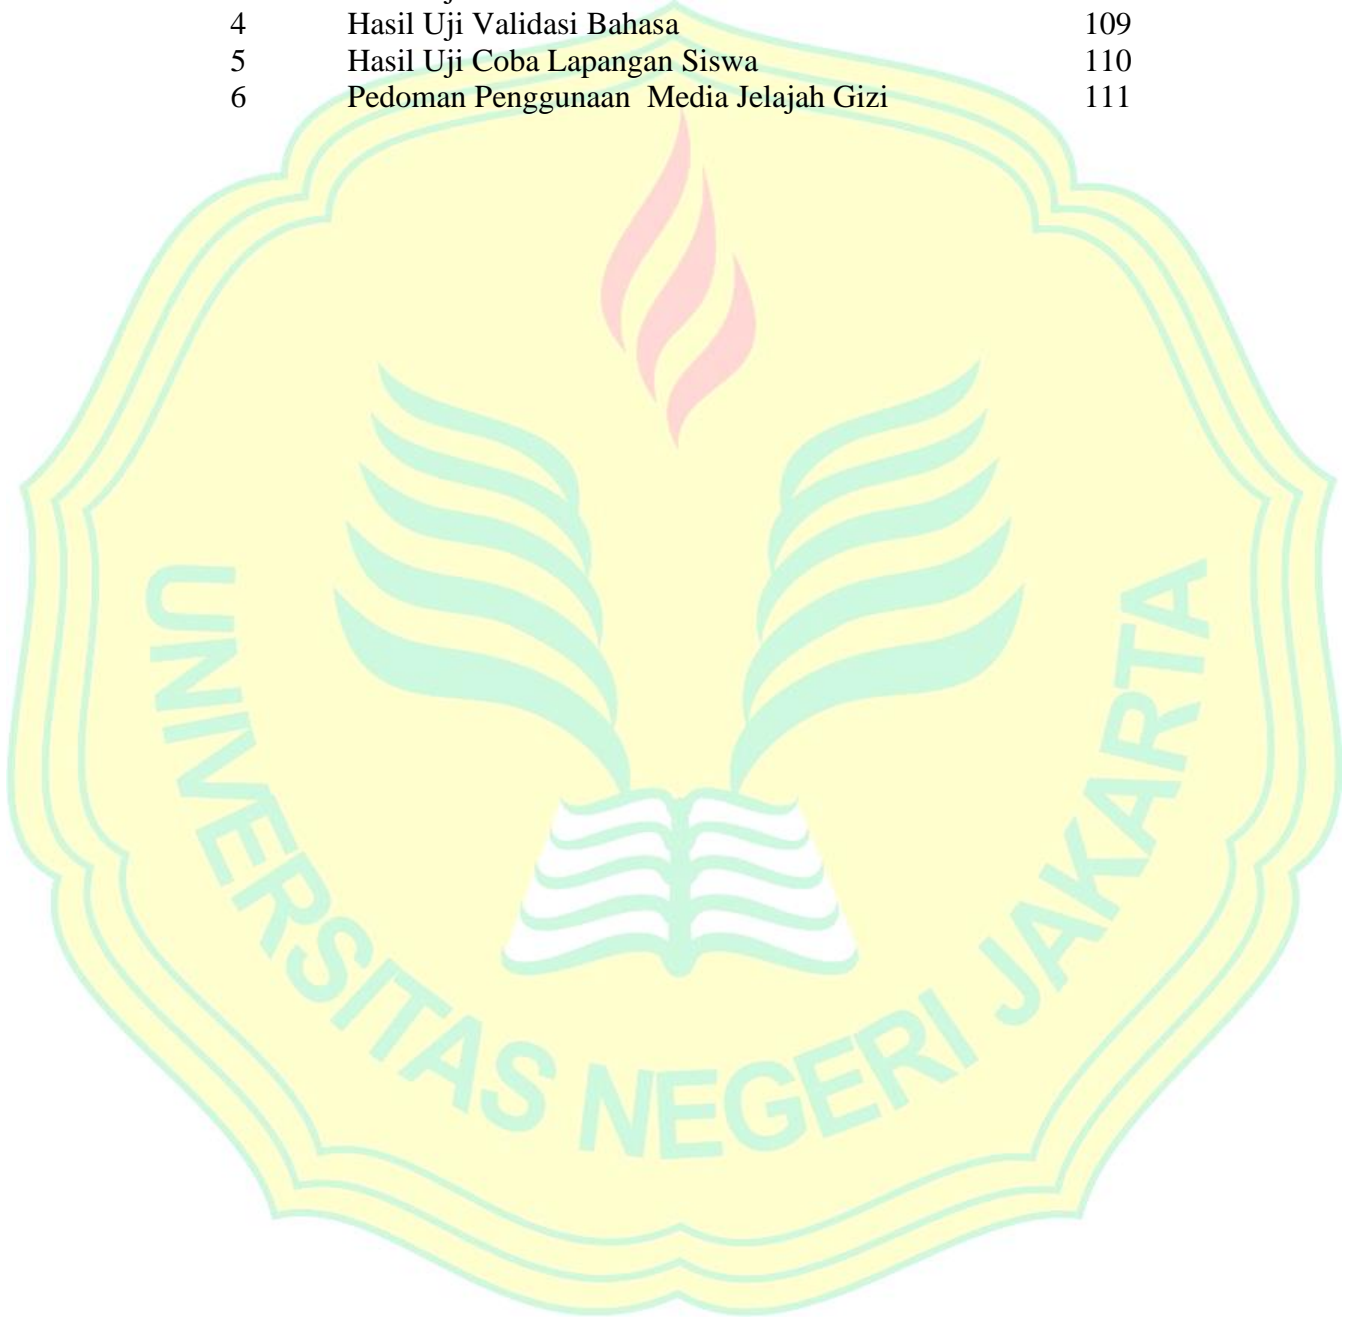 4 Hasil Uji Validasi Bahasa 109
5 Hasil Uji Coba Lapangan Siswa 110
6 Pedoman Penggunaan Media Jelajah Gizi 111
UNIVERSITAS NEGERI JAKARTA